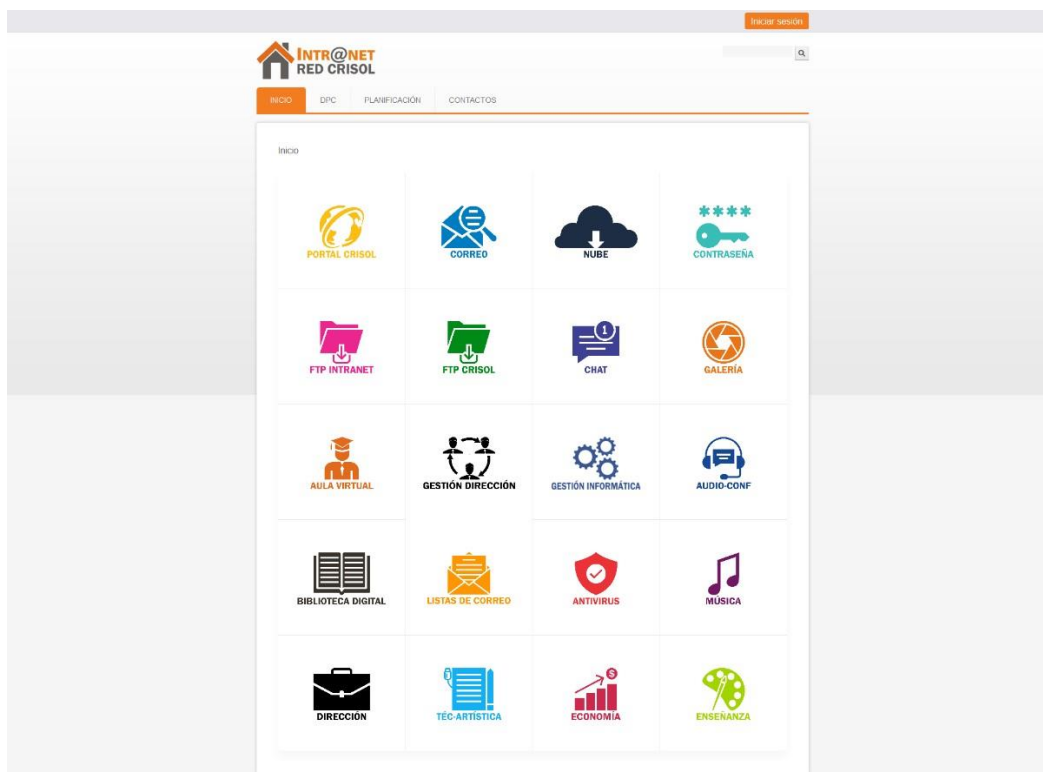 Iniciar sesión
INTR@NET
RED CRISOL
INICIO DPC PLANIFICACIÓN CONTACTOS
Inicio
PORTAL CRISOL CORREO NUBE ****
CONTRASEÑA
FTP INTRANET FTP CRISOL 1
CHAT GALERÍA
AULA VIRTUAL GESTIÓN DIRECCIÓN GESTIÓN INFORMÁTICA AUDIO-CONF
BIBLIOTECA DIGITAL LISTAS DE CORREO ANTIVIRUS MÚSICA
$
DIRECCIÓN TÉC-ARTÍSTICA ECONOMÍA ENSEÑANZA